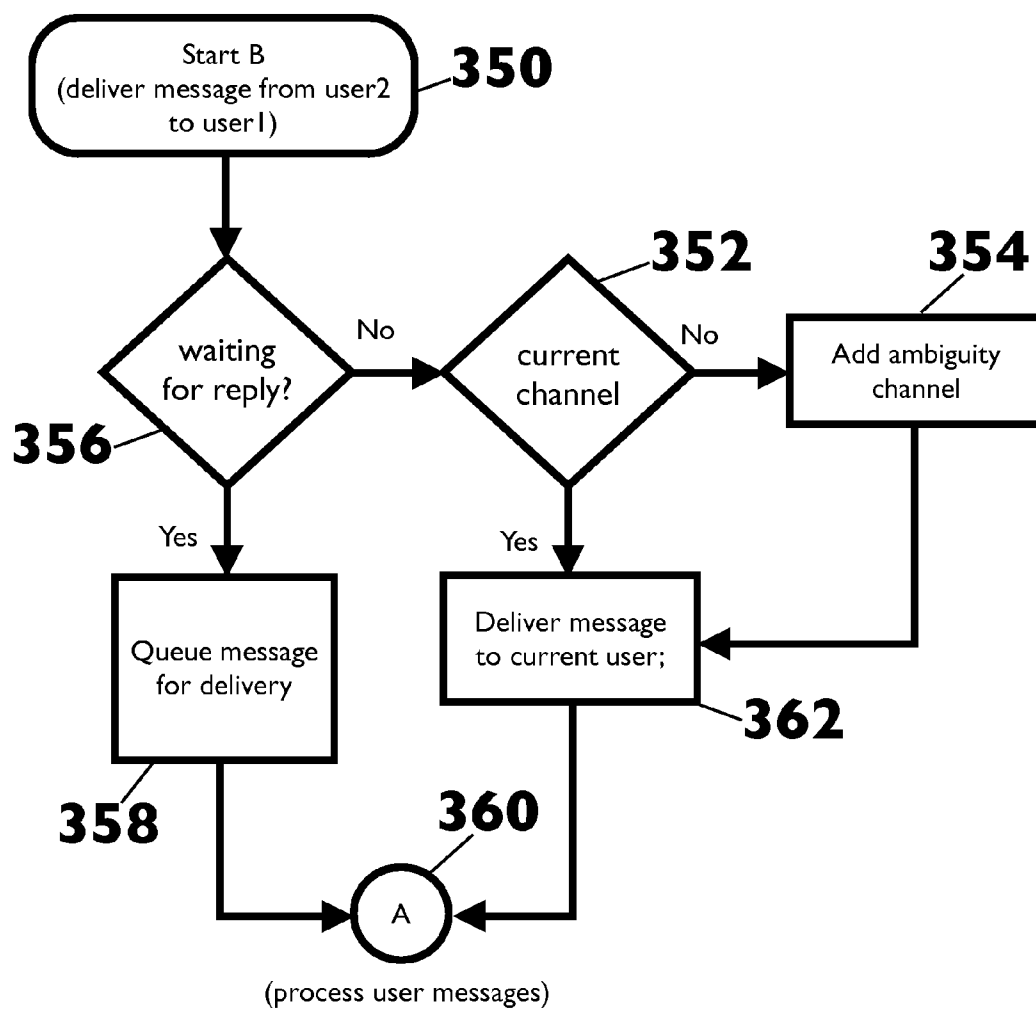 Start B
(deliver message from user2
to user1)
350
352
354
waiting
for reply?
No
current
channel
No
Add ambiguity
channel
356
Yes
Yes
Queue message
for delivery
Deliver message
to current user;
362
358
360
A
(process user messages)